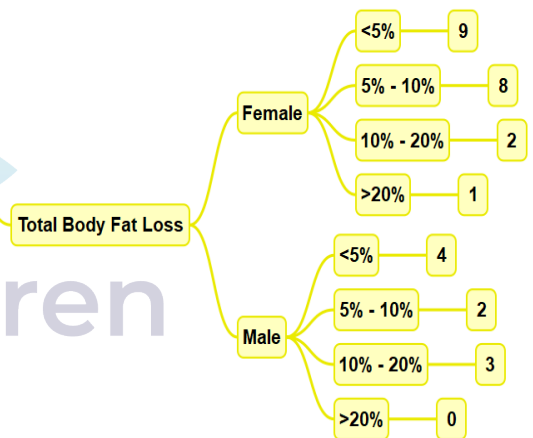 Total Body Fat Loss
Female
<5% 9
5% - 10% 8
10% - 20% 2
>20% 1
Male
<5% 4
5% - 10% 2
10% - 20% 3
>20% 0
ren